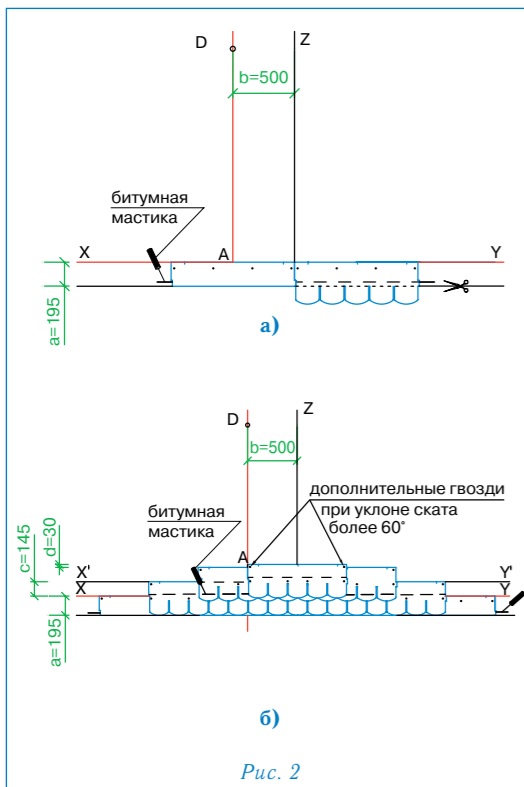 D
Z
b=500
битумная
мастика
X
A
Y
a=195
а)
D
Z
b=500
дополнительные гвозди
при уклоне ската
более 60°
битумная
мастика
A
d=30
c=145
X'
Y'
X
Y
a=195
б)
Рис. 2